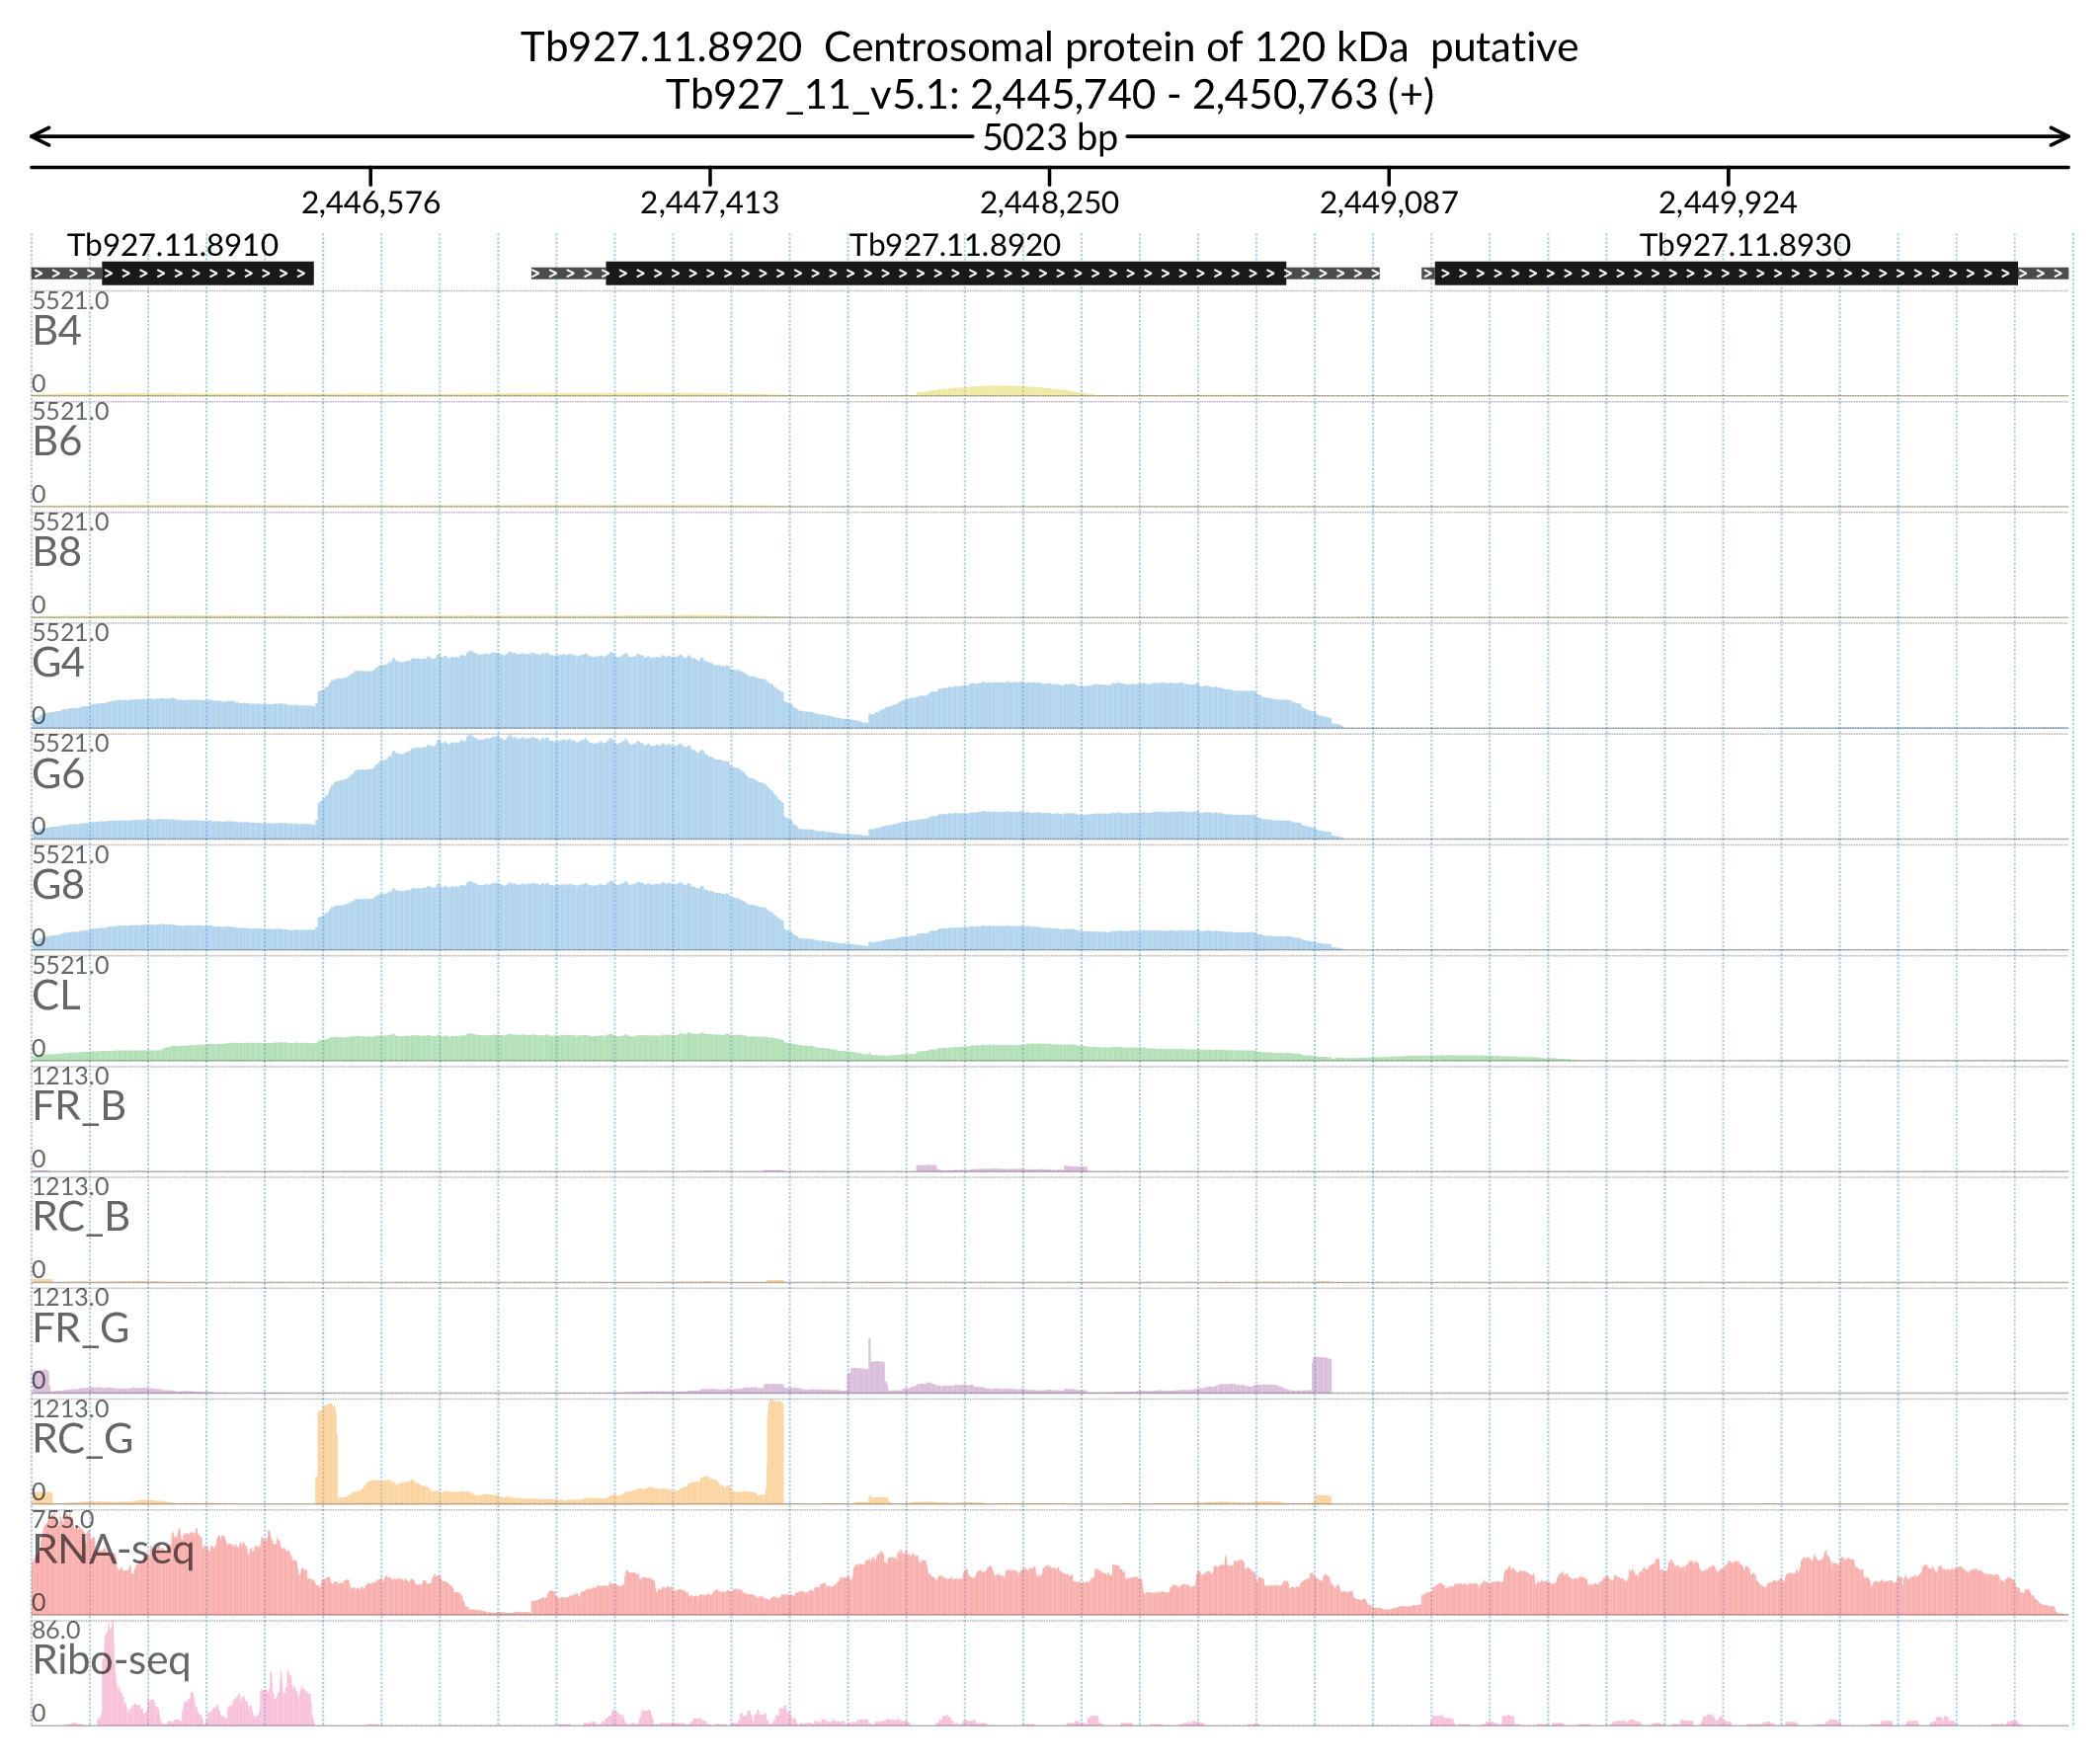 Tb927.11.8920 Centrosomal protein of 120 kDa putative
Tb927_11_v5.1: 2,445,740 - 2,450,763 (+)
5023 bp
2,446,576 2,447,413 2,448,250 2,449,087 2,449,924
Tb927.11.8910 Tb927.11.8920 Tb927.11.8930
5521.0
B4
0
5521.0
B6
0
5521.0
B8
0
5521.0
G4
0
5521.0
G6
0
5521.0
G8
0
5521.0
CL
0
1213.0
FR_B
0
1213.0
RC_B
0
1213.0
FR_G
0
1213.0
RC_G
0
755.0
RNA-seq
0
86.0
Ribo-seq
0